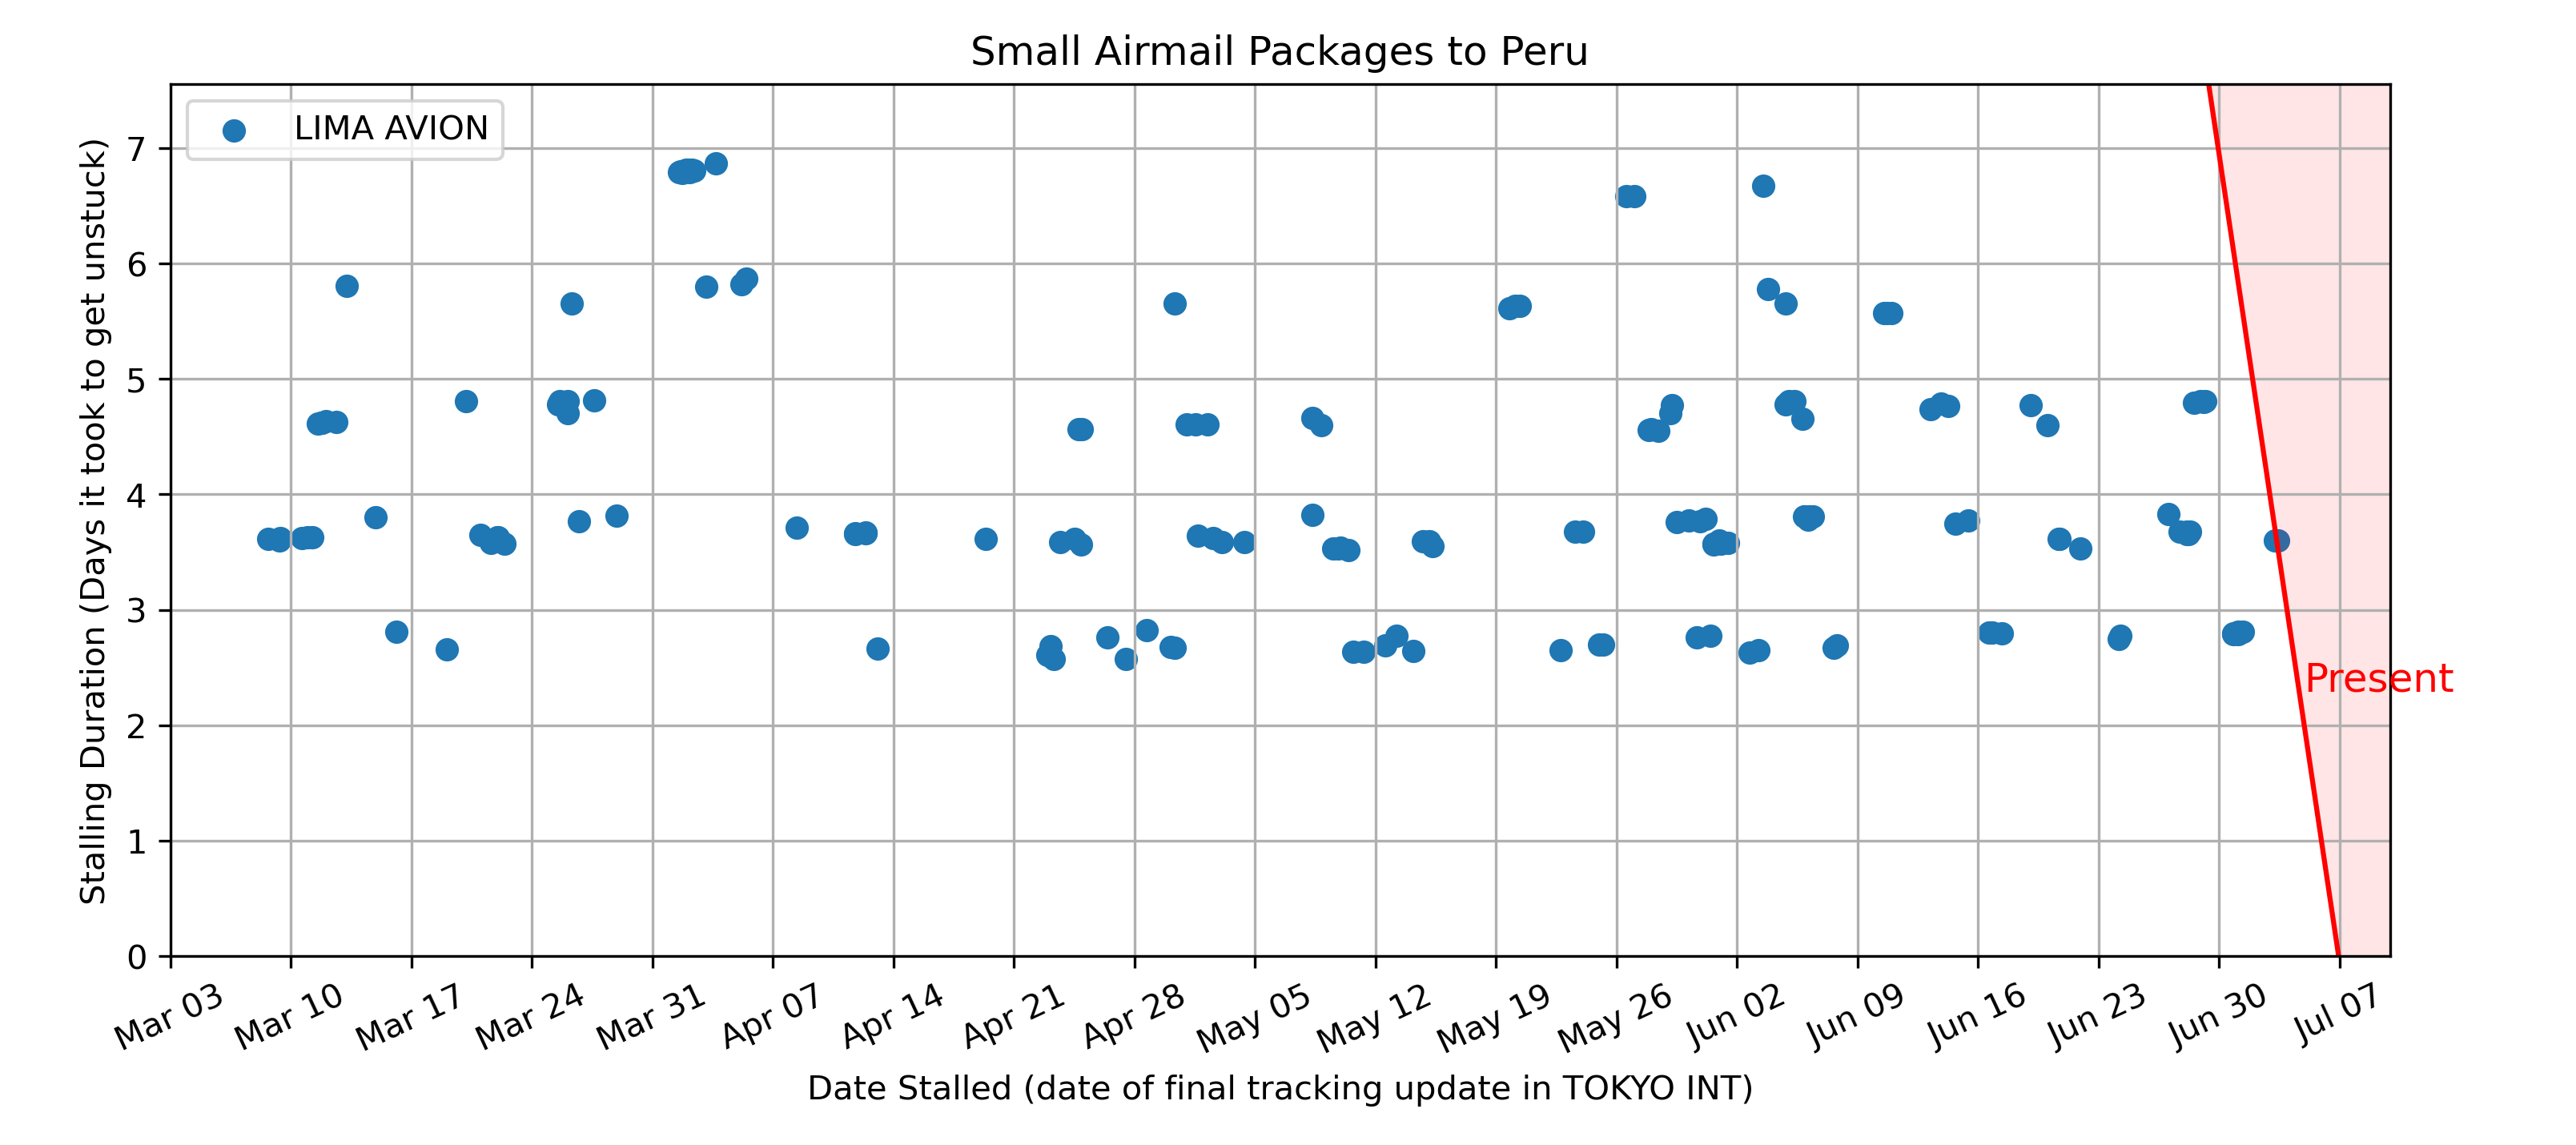 Small Airmail Packages to Peru
LIMA AVION
Stalling Duration (Days it took to get unstuck)
7
6
5
4
3
2
1
0
Present
Mar 03 Mar 10 Mar 17 Mar 24 Mar 31 Apr 07 Apr 14 Apr 21 Apr 28 May 05 May 12 May 19 May 26 Jun 02 Jun 09 Jun 16 Jun 23 Jun 30 Jul 07
Date Stalled (date of final tracking update in TOKYO INT)